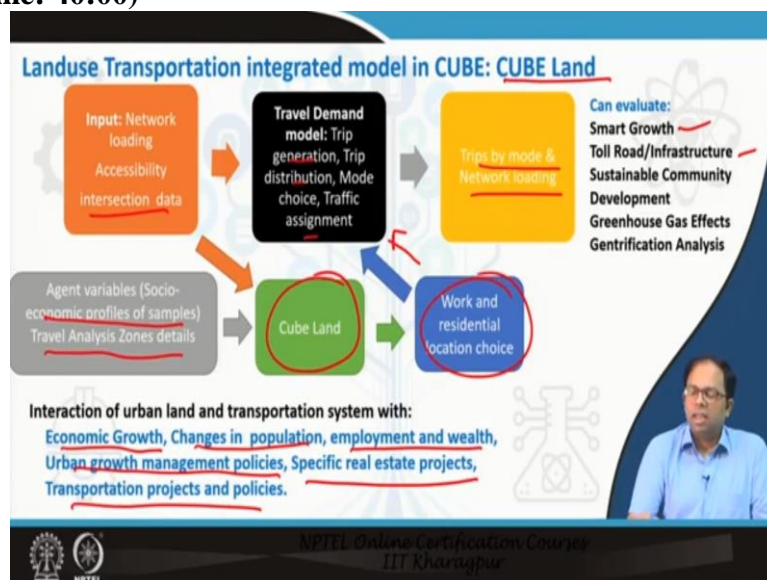 Landuse Transportation integrated model in CUBE: CUBE Land
Input: Network
loading
Accessibility
intersection data
Travel Demand
model: Trip
generation, Trip
distribution, Mode
choice, Traffic
assignment
Trips by mode &
Network loading
Can evaluate:
Smart Growth
Toll Road/Infrastructure
Sustainable Community
Development
Greenhouse Gas Effects
Gentrification Analysis
Agent variables (Socio-
economic profiles of samples)
Travel Analysis Zones details
Cube Land
Work and
residential
location choice
Interaction of urban land and transportation system with:
Economic Growth, Changes in population, employment and wealth,
Urban growth management policies, Specific real estate projects,
Transportation projects and policies.
NPTEL Online Certification Courses
IIT Kharagpur
NPTEL